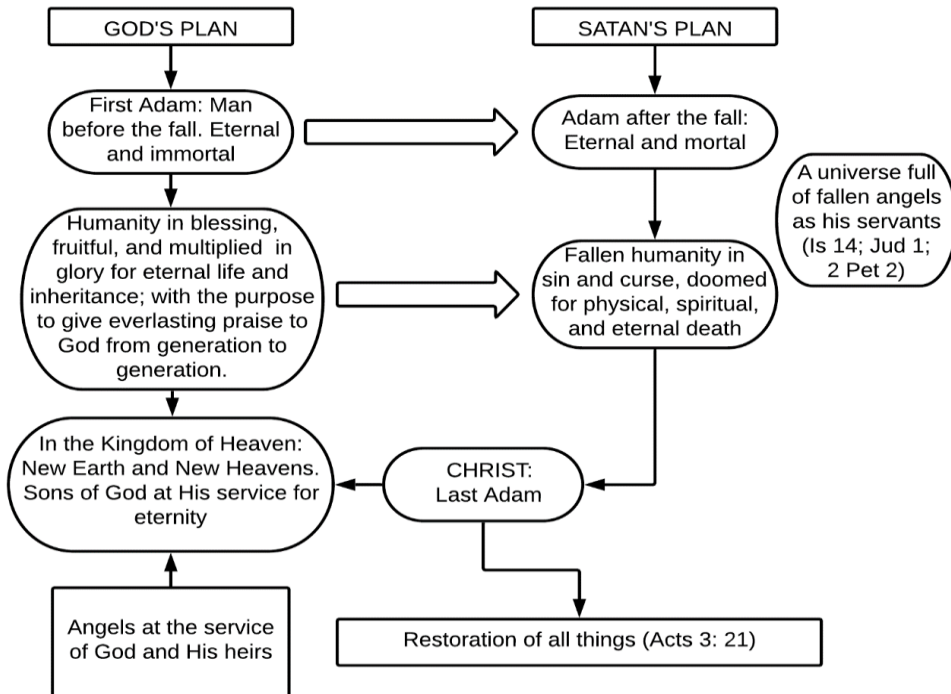 GOD'S PLAN
SATAN'S PLAN
First Adam: Man
before the fall. Eternal
and immortal
Adam after the fall:
Eternal and mortal
A universe full
of fallen angels
as his servants
(Is 14; Jud 1;
2 Pet 2)
Humanity in blessing,
fruitful, and multiplied in
glory for eternal life and
inheritance; with the purpose
to give everlasting praise to
God from generation to
generation.
Fallen humanity in
sin and curse, doomed
for physical, spiritual,
and eternal death
In the Kingdom of Heaven:
New Earth and New Heavens.
Sons of God at His service for
eternity
CHRIST:
Last Adam
Angels at the service
of God and His heirs
Restoration of all things (Acts 3: 21)